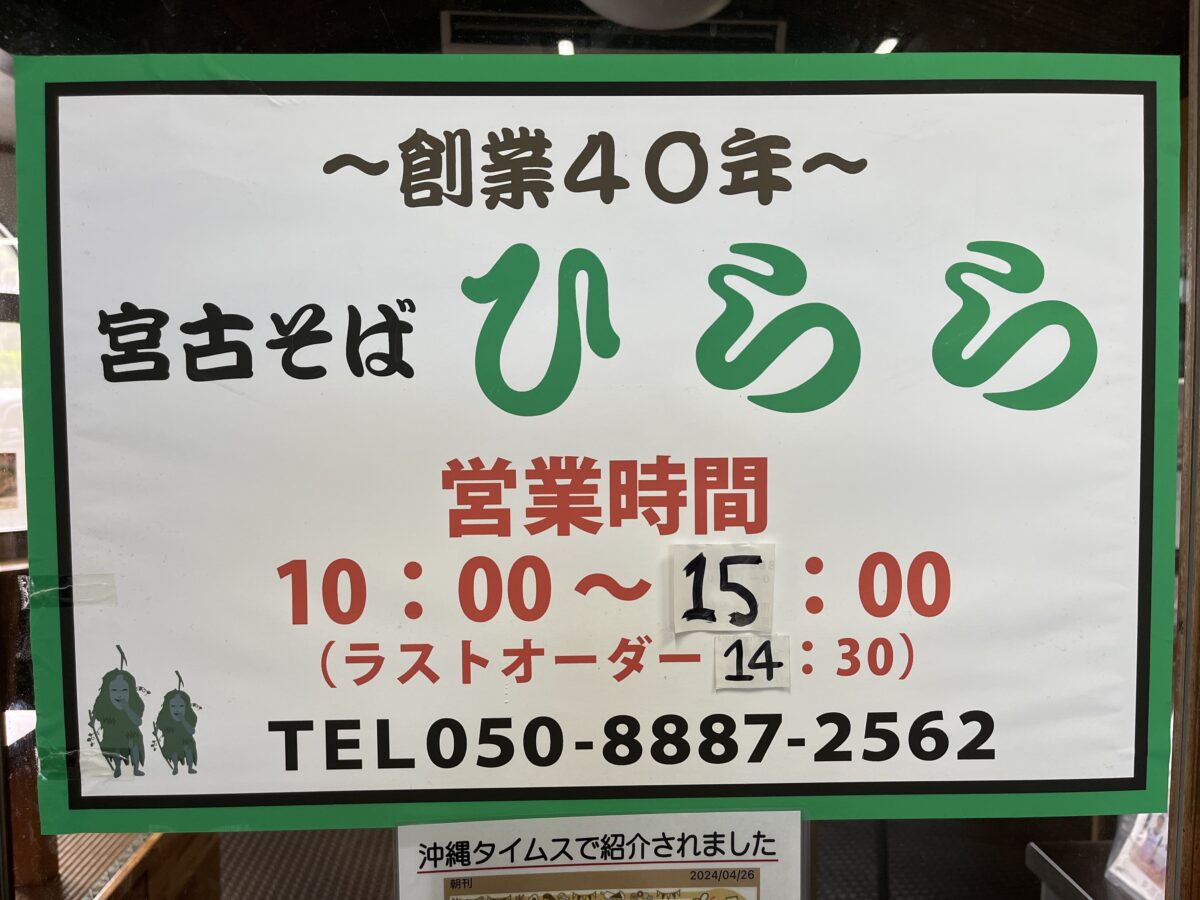 ～創業４０年～
宮古そば ひらら
営業時間
10：00～15：00
（ラストオーダー14：30）
TEL050-8887-2562
沖縄タイムスで紹介されました
朝刊 2024/04/26